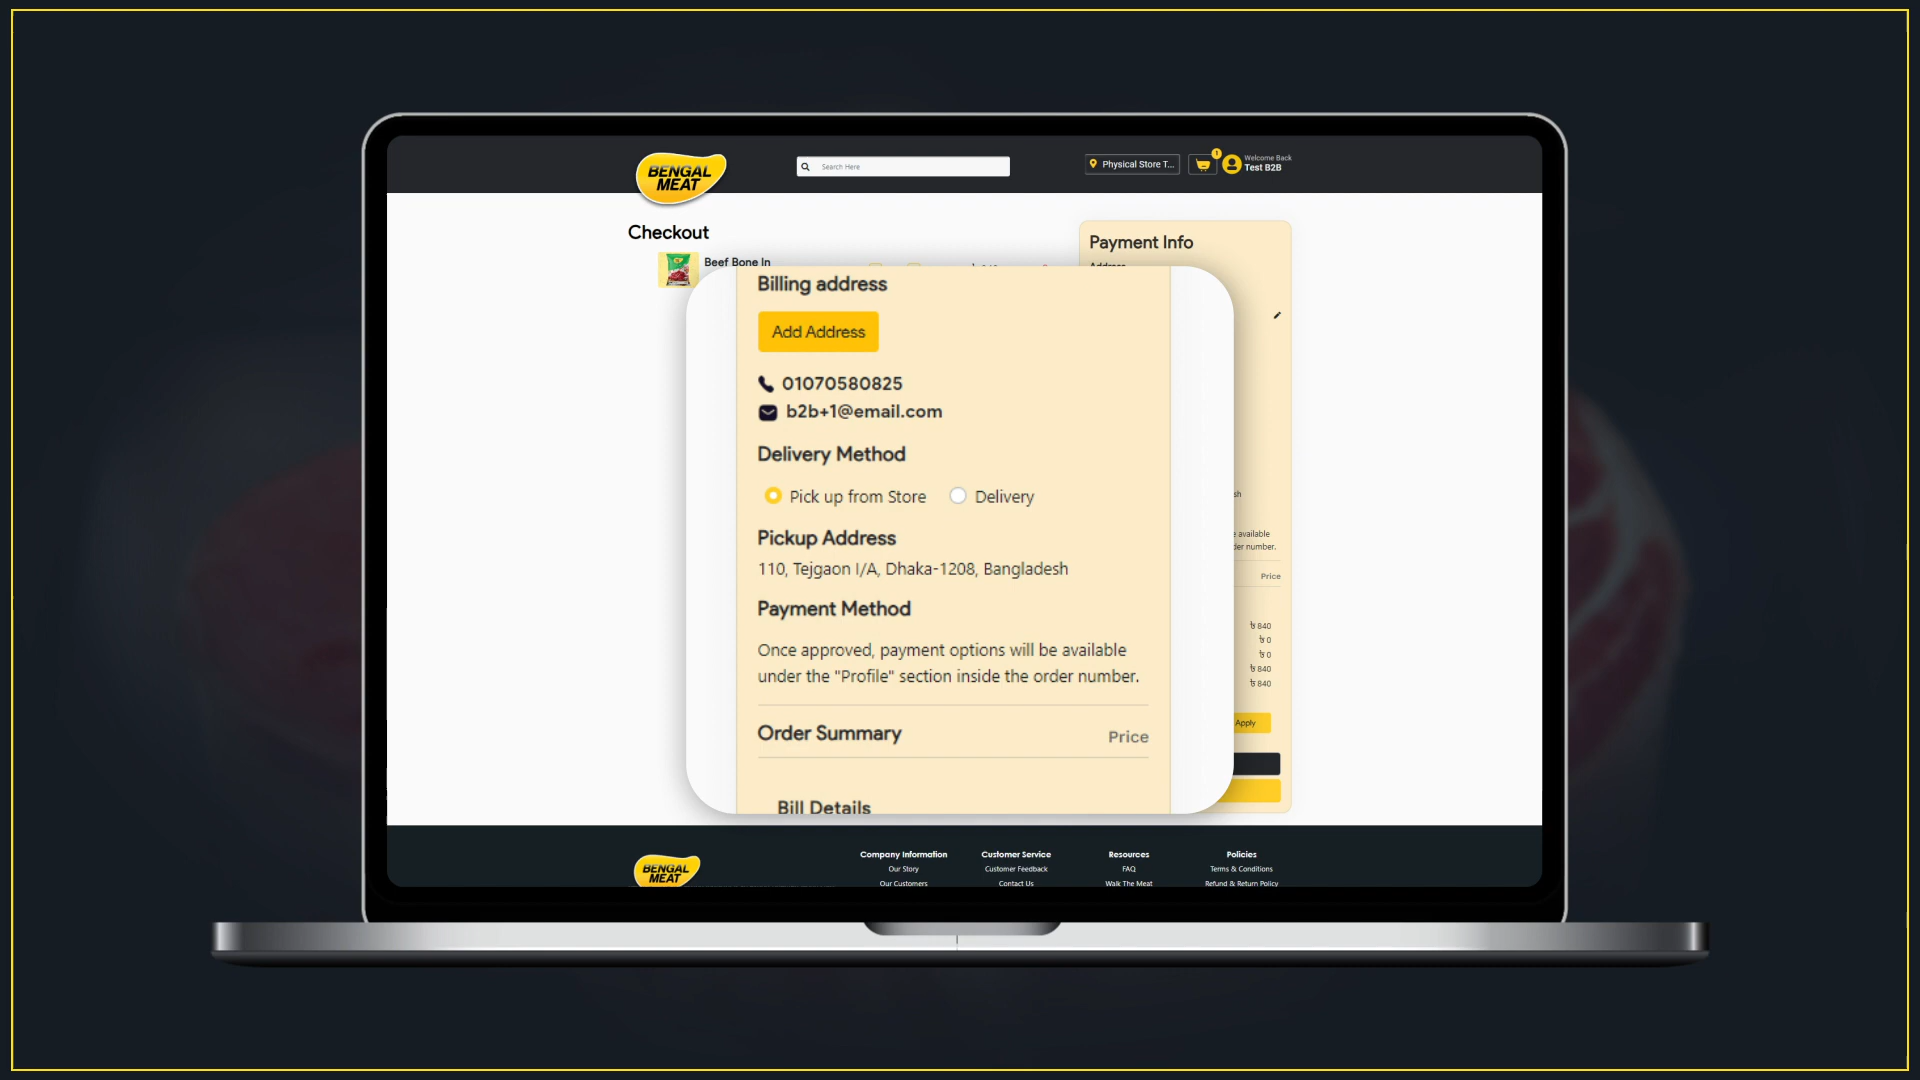 BENGAL
MEAT
Search Here
Physical Store T...
1
Welcome Back
Test B2B
Checkout
Beef Bone In
Payment Info
Billing address
Add Address
01070580825
b2b+1@email.com
Delivery Method
Pick up from Store
Delivery
Pickup Address
110, Tejgaon I/A, Dhaka-1208, Bangladesh
Payment Method
Once approved, payment options will be available
under the "Profile" section inside the order number.
Order Summary
Price
Bill Details
available
number.
Price
৳ 840
৳ 0
৳ 0
৳ 840
৳ 840
Apply
BENGAL
MEAT
Company Information
Our Story
Our Customers
Customer Service
Customer Feedback
Contact Us
Resources
FAQ
Walk The Meat
Policies
Terms & Conditions
Refund & Return Policy